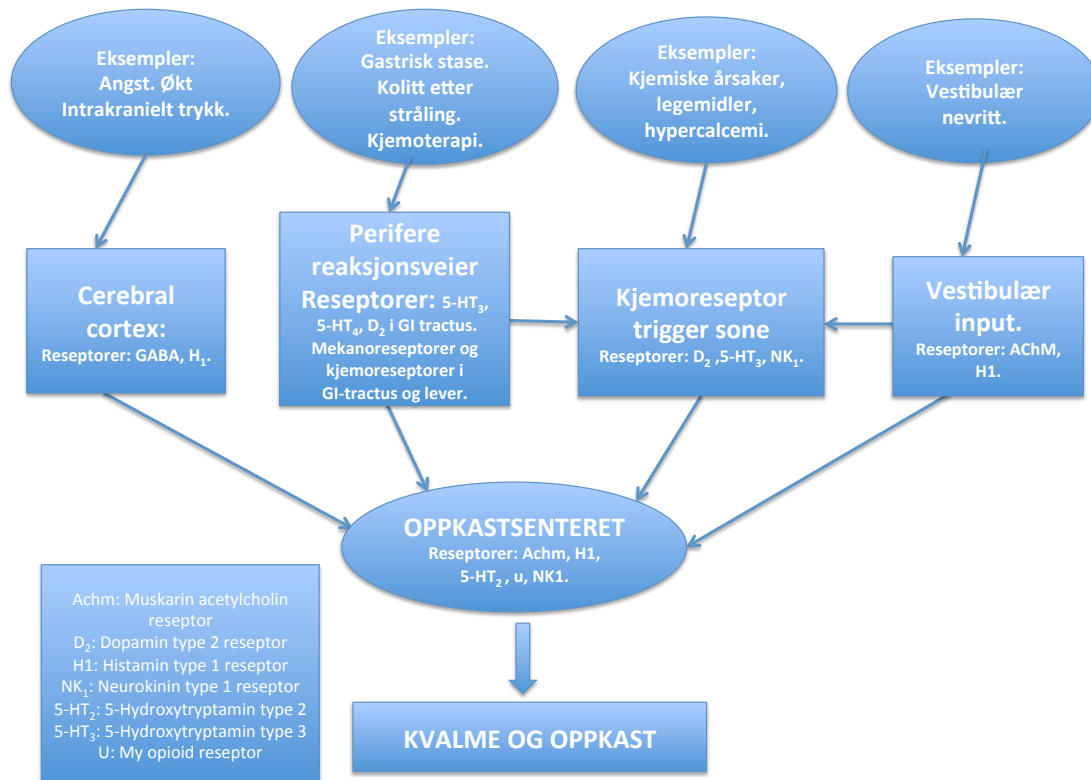 Eksempler:
Angst. Økt
Intrakranielt trykk.
Eksempler:
Gastrisk stase.
Kolitt etter
stråling.
Kjemoterapi.
Eksempler:
Kjemiske årsaker,
legemidler,
hypercalcemi.
Eksempler:
Vestibulær
nevritt.
Cerebral
cortex:
Reseptorer: GABA, H₁.
Perifere
reaksjonsveier
Reseptorer: 5-HT₃,
5-HT₄, D₂ i GI tractus.
Mekanoreseptorer og
kjemoreseptorer i
GI-tractus og lever.
Kjemoreseptor
trigger sone
Reseptorer: D₂ ,5-HT₃, NK₁.
Vestibulær
input.
Reseptorer: AChM,
H1.
OPPKASTSENTERET
Reseptorer: Achm, H1,
5-HT₂ , u, NK1.
Achm: Muskarin acetylcholin
reseptor
D₂: Dopamin type 2 reseptor
H1: Histamin type 1 reseptor
NK₁: Neurokinin type 1 reseptor
5-HT₂: 5-Hydroxytryptamin type 2
5-HT₃: 5-Hydroxytryptamin type 3
U: My opioid reseptor
KVALME OG OPPKAST